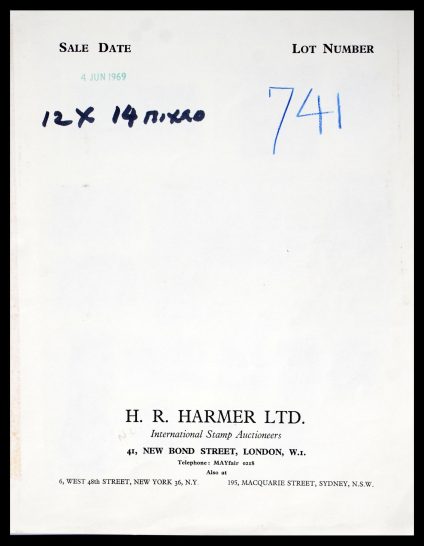 SALE DATE
LOT NUMBER
4 JUN 1969
741
12 X 14 MIXED
H. R. HARMER LTD.
International Stamp Auctioneers
41, NEW BOND STREET, LONDON, W.1.
Telephone: MAYfair 0218
Also at
6, WEST 48th STREET, NEW YORK 36, N.Y
195, MACQUARIE STREET, SYDNEY, N.S.W.